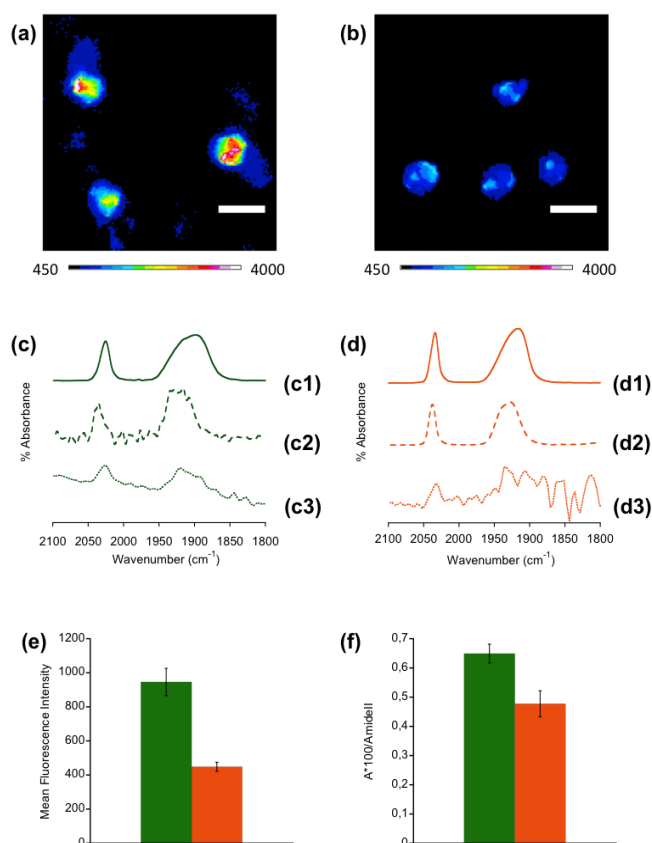 (a)
(b)
450 4000
450 4000
(c)
(d)
(c1)
(d1)
% Absorbance
(c2)
% Absorbance
(d2)
(c3)
(d3)
2100 2050 2000 1950 1900 1850 1800
2100 2050 2000 1950 1900 1850 1800
Wavenumber (cm⁻¹)
Wavenumber (cm⁻¹)
(e)
1200
1000
800
600
400
200
0
Mean Fluorescence Intensity
(f)
0,7
0,6
0,5
0,4
0,3
0,2
0,1
0
A*100/AmideII